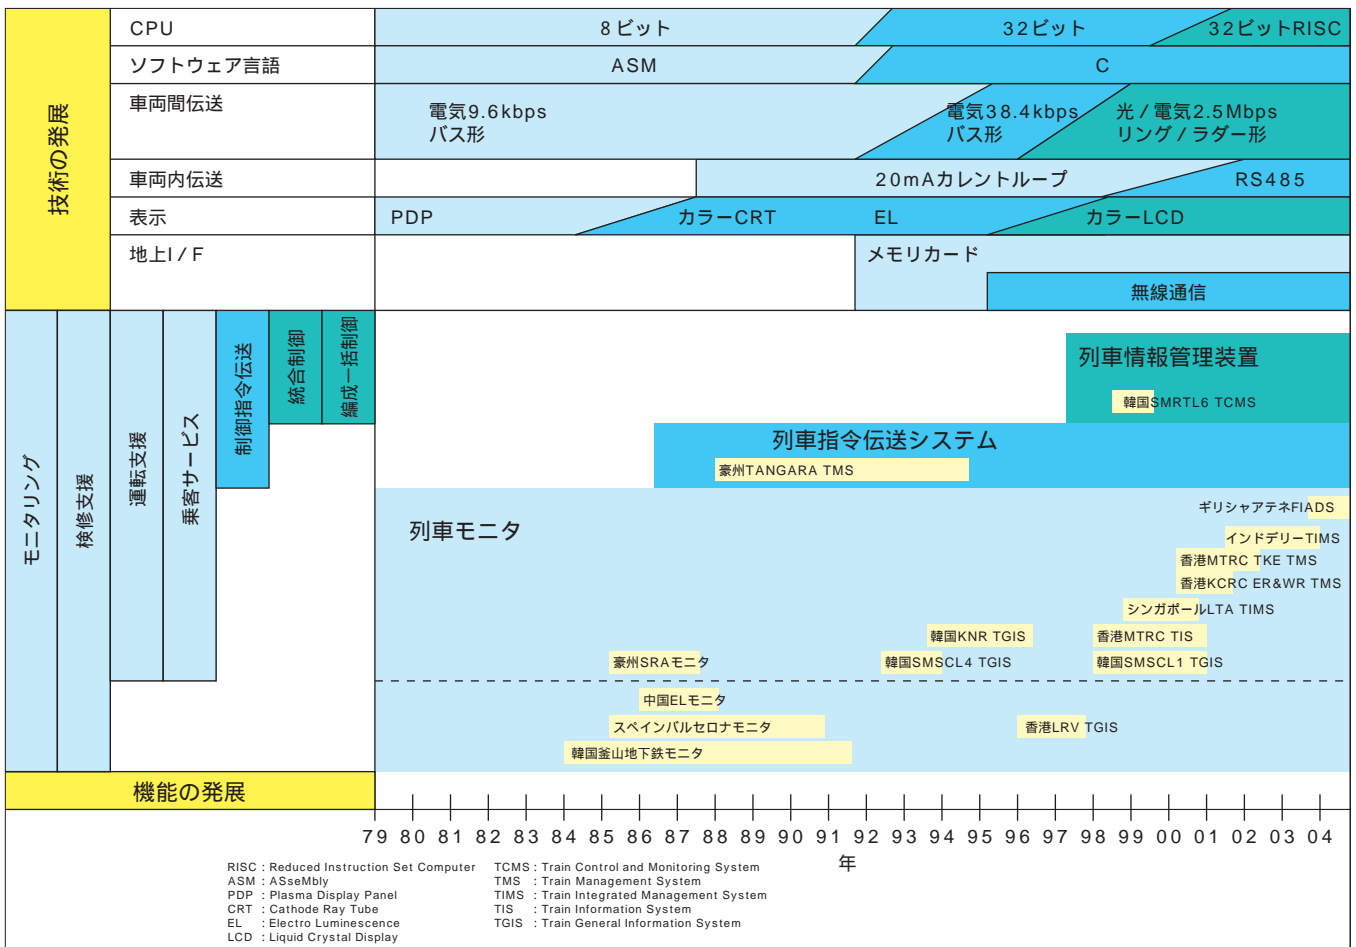 技術の発展
CPU
8ビット
32ビット
32ビットRISC
ソフトウェア言語
ASM
C
車両間伝送
電気9.6kbps
バス形
電気38.4kbps
バス形
光/電気2.5Mbps
リング/ラダー形
車両内伝送
20mAカレントループ
RS485
表示
PDP
カラーCRT
EL
カラーLCD
地上I/F
メモリカード
無線通信
モニタリング
検修支援
運転支援
乗客サービス
制御指令伝送
統合制御
編成一括制御
列車情報管理装置
韓国SMRTL6 TCMS
列車指令伝送システム
豪州TANGARA TMS
列車モニタ
ギリシャアテネFIADS
インドデリーTIMS
香港MTRC TKE TMS
香港KCRC ER&WR TMS
シンガポールLTA TIMS
韓国KNR TGIS
香港MTRC TIS
豪州SRAモニタ
韓国SMSCL4 TGIS
韓国SMSCL1 TGIS
中国ELモニタ
スペインバルセロナモニタ
香港LRV TGIS
韓国釜山地下鉄モニタ
機能の発展
79 80 81 82 83 84 85 86 87 88 89 90 91 92 93 94 95 96 97 98 99 00 01 02 03 04
年
RISC : Reduced Instruction Set Computer
ASM : ASseMbly
PDP : Plasma Display Panel
CRT : Cathode Ray Tube
EL : Electro Luminescence
LCD : Liquid Crystal Display
TCMS : Train Control and Monitoring System
TMS : Train Management System
TIMS : Train Integrated Management System
TIS : Train Information System
TGIS : Train General Information System